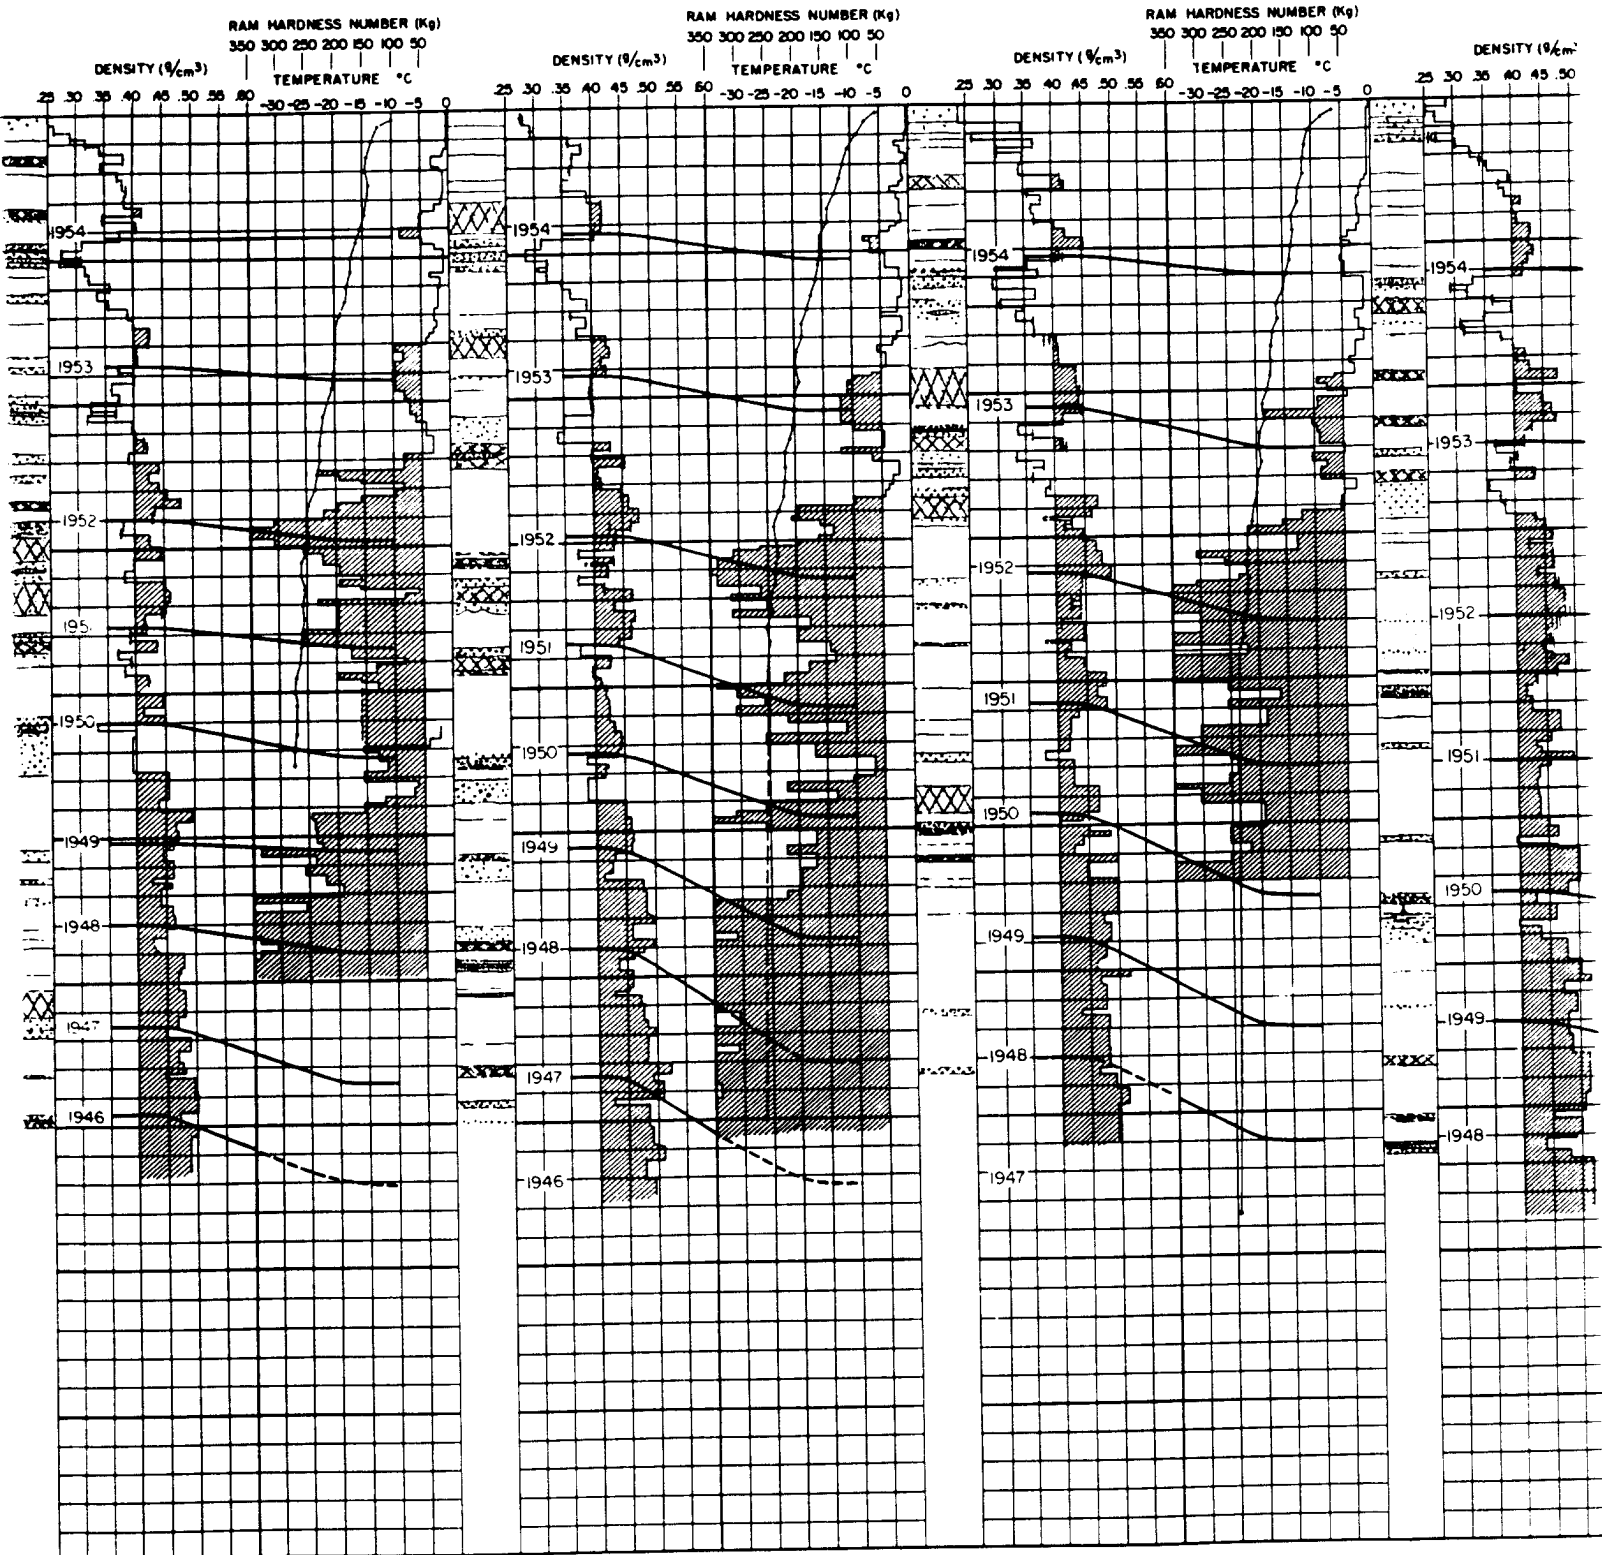 RAM HARDNESS NUMBER (Kg)
350 300 250 200 150 100 50
DENSITY (g/cm³)
TEMPERATURE °C
.25 .30 .35 .40 .45 .50 .60 -30 -25 -20 -15 -10 -5 0
1954
1953
1952
195
1950
1949
1948
1947
1946
RAM HARDNESS NUMBER (Kg)
350 300 250 200 150 100 50
DENSITY (g/cm³)
TEMPERATURE °C
.25 .30 .35 .40 .45 .50 .55 60 -30 -25 -20 -15 -10 -5 0
1954
1953
1952
1951
1950
1949
1948
1947
1946
RAM HARDNESS NUMBER (Kg)
350 300 250 200 150 100 50
DENSITY (g/cm³)
TEMPERATURE °C
.25 30 .35 .40 .45 .50 .55 60 -30 -25 -20 -15 -10 -5 0
1954
1953
1952
1951
1950
1949
1948
1947
DENSITY (g/cm
.25 .30 .35 .40 .45 .50
1954
1953
1952
1951
1950
1949
1948